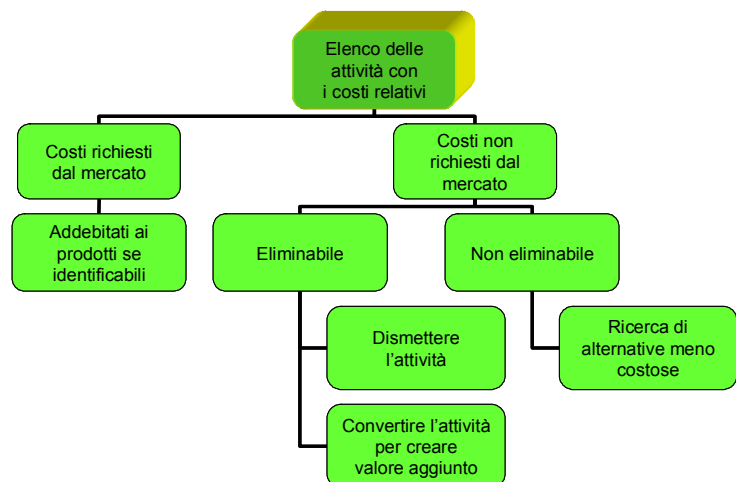 Elenco delle
attività con
i costi relativi
Costi richiesti
dal mercato
Costi non
richiesti dal
mercato
Addebitati ai
prodotti se
identificabili
Eliminabile
Non eliminabile
Dismettere
l’attività
Ricerca di
alternative meno
costose
Convertire l’attività
per creare
valore aggiunto